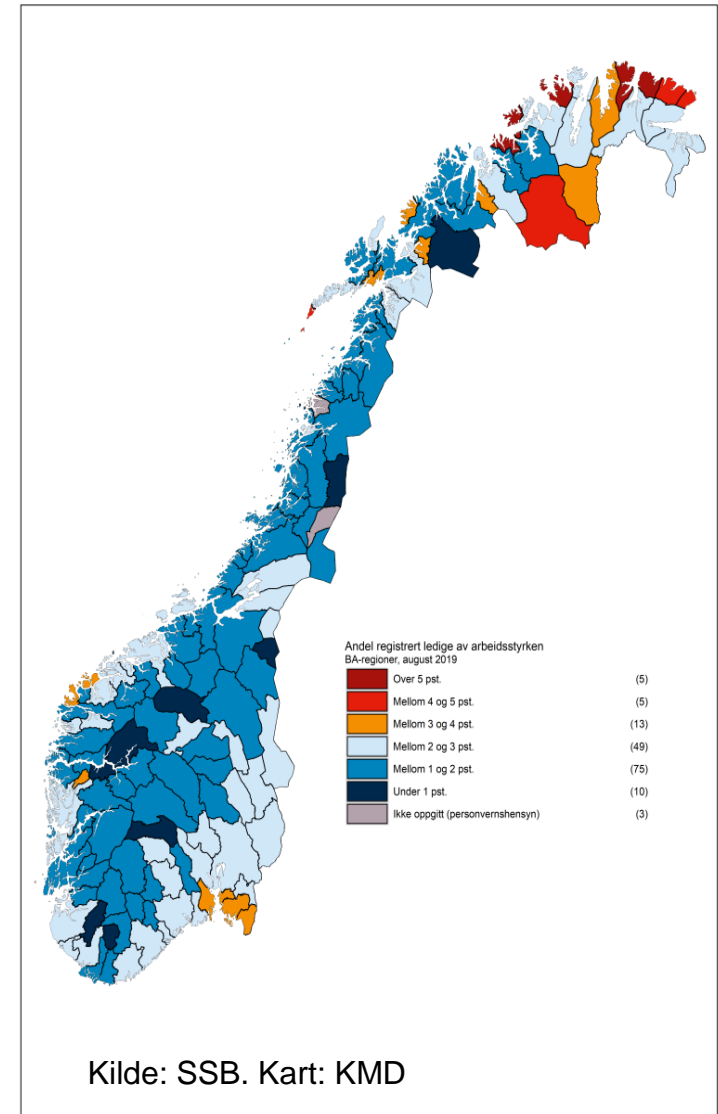 Andel registrert ledige av arbeidsstyrken
BA-regioner, august 2019
Over 5 pst. (5)
Mellom 4 og 5 pst. (5)
Mellom 3 og 4 pst. (13)
Mellom 2 og 3 pst. (49)
Mellom 1 og 2 pst. (75)
Under 1 pst. (10)
Ikke oppgitt (personvernshensyn) (3)
Kilde: SSB. Kart: KMD